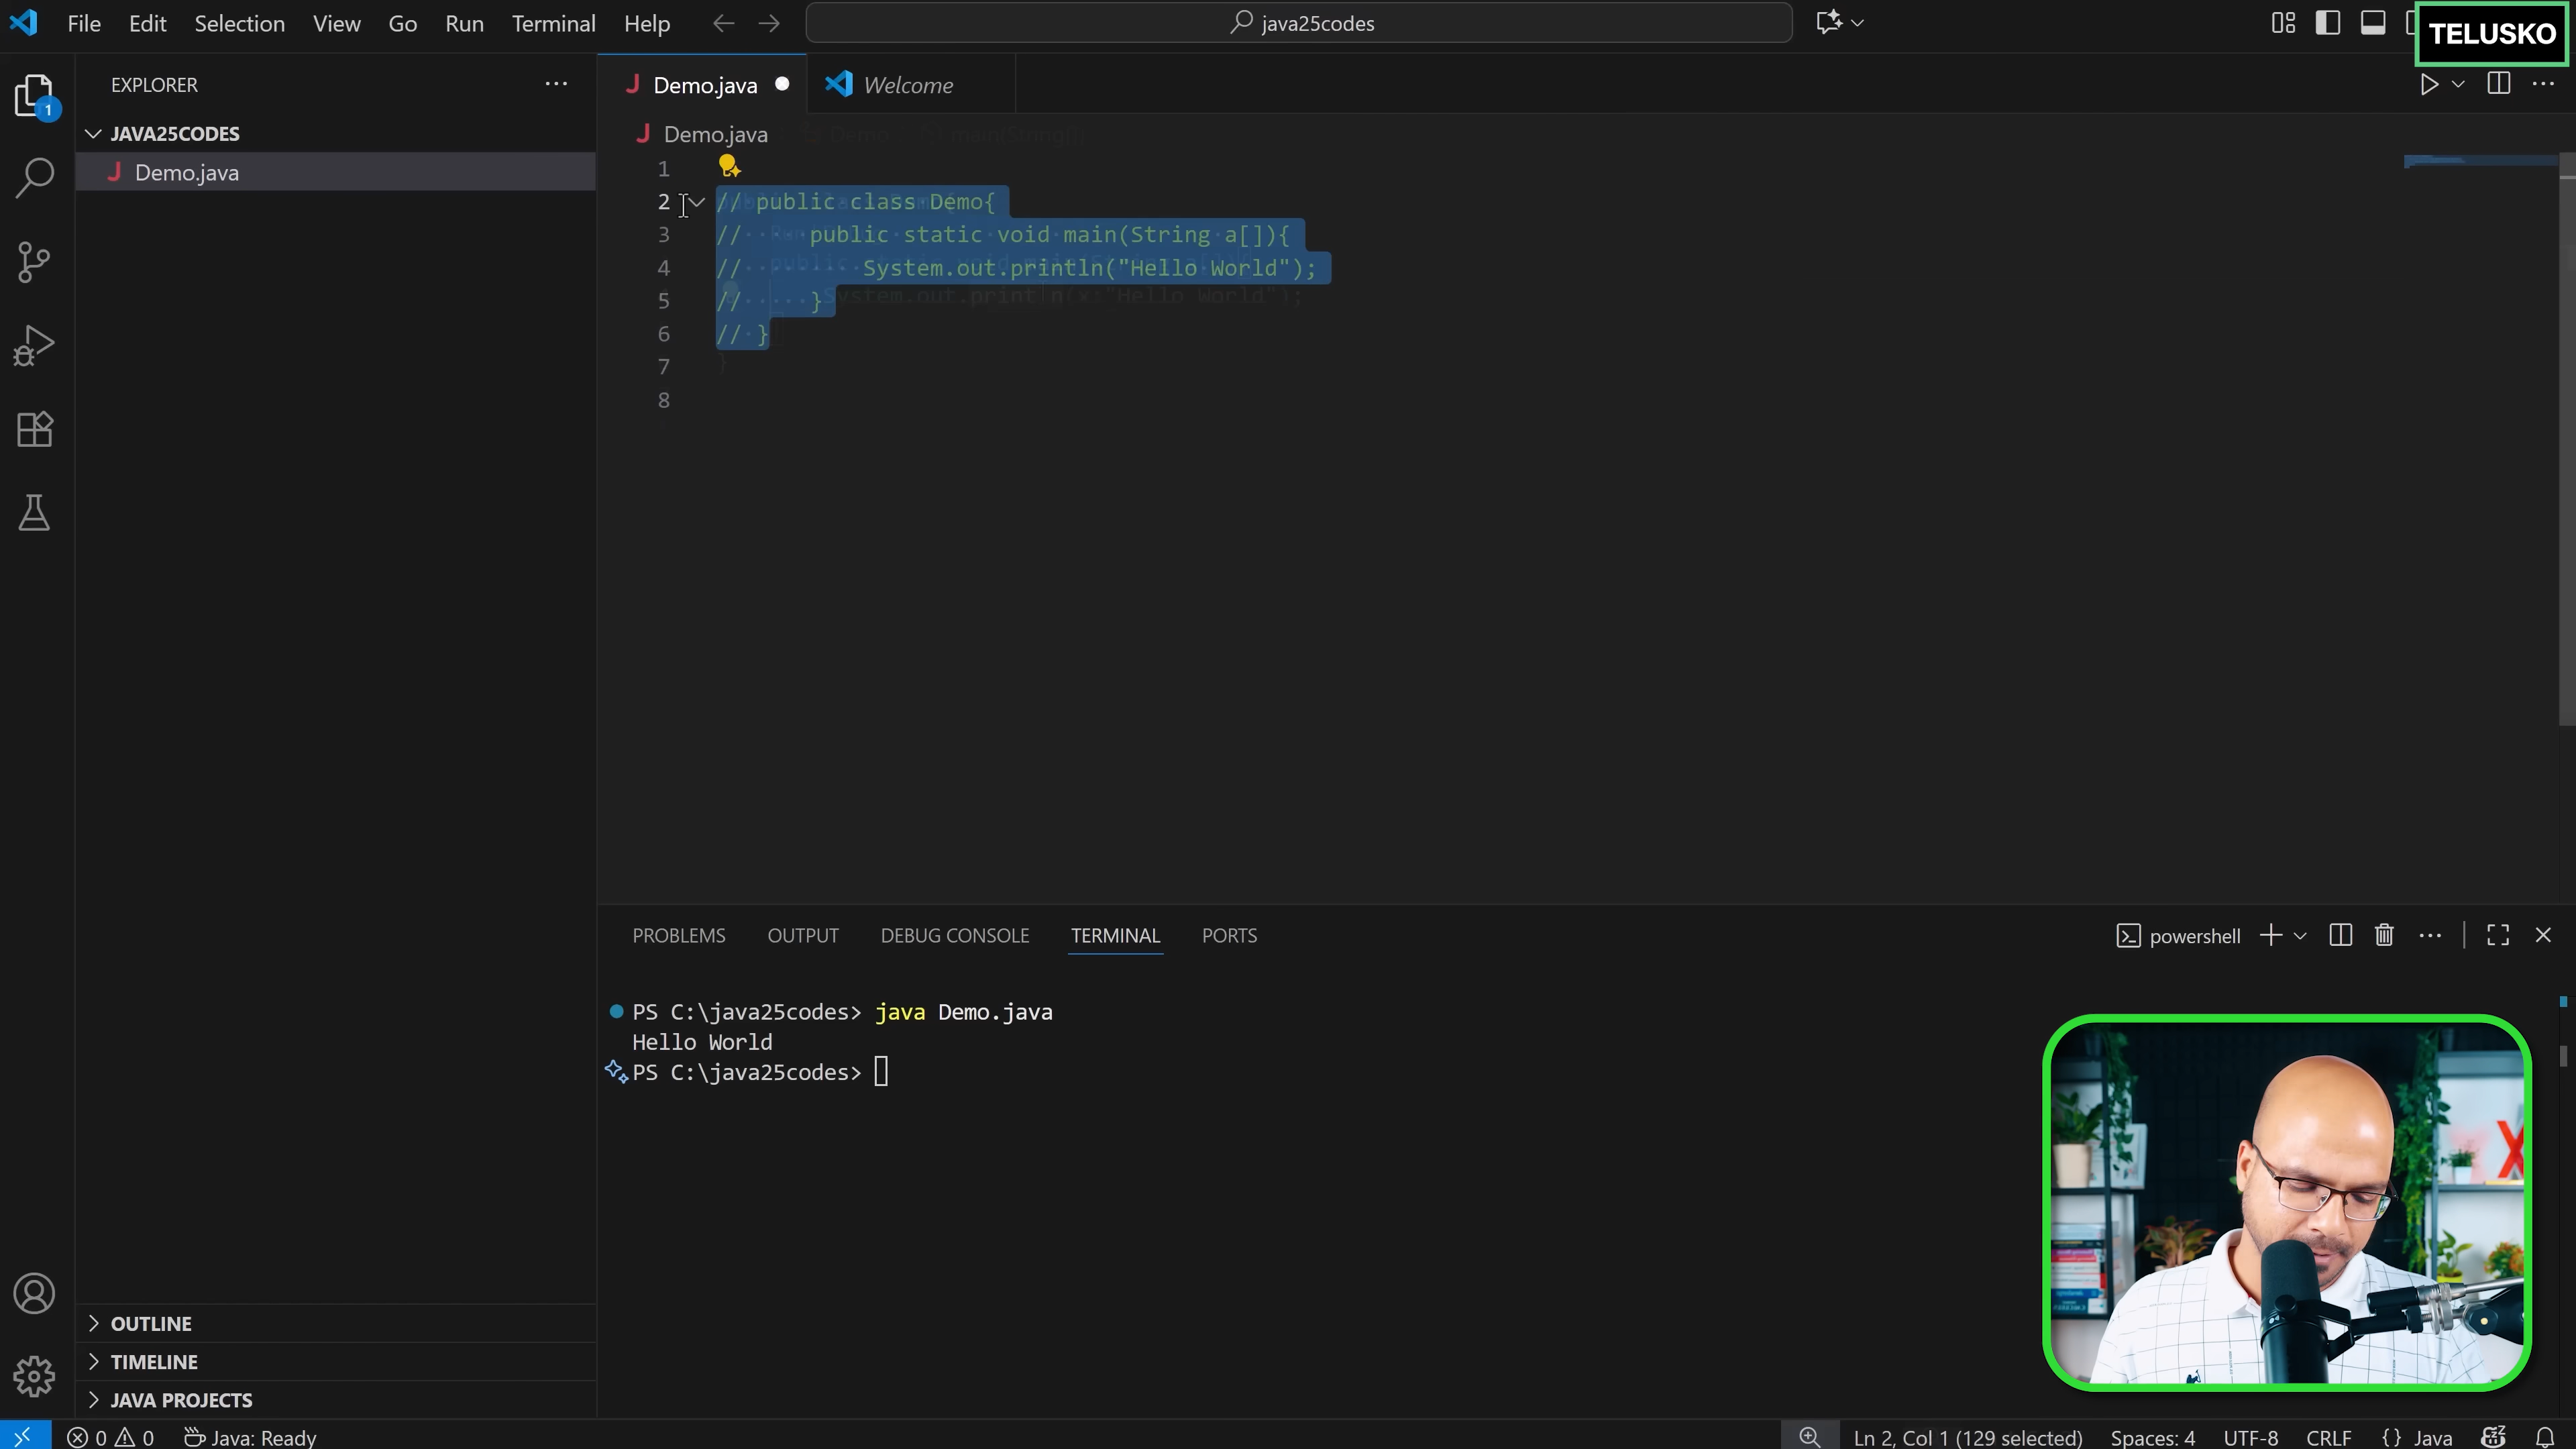 File Edit Selection View Go Run Terminal Help
java25codes
TELUSKO
EXPLORER
JAVA25CODES
Demo.java
1
OUTLINE
TIMELINE
JAVA PROJECTS
Demo.java
Welcome
Demo.java
1
2 // public class Demo{
3 //     public static void main(String a[]){
4 //         System.out.println("Hello World");
5 //     }
6 // }
7
8
PROBLEMS OUTPUT DEBUG CONSOLE TERMINAL PORTS
powershell
PS C:\java25codes> java Demo.java
Hello World
PS C:\java25codes>
0 0 Java: Ready
Ln 2, Col 1 (129 selected) Spaces: 4 UTF-8 CRLF {} Java